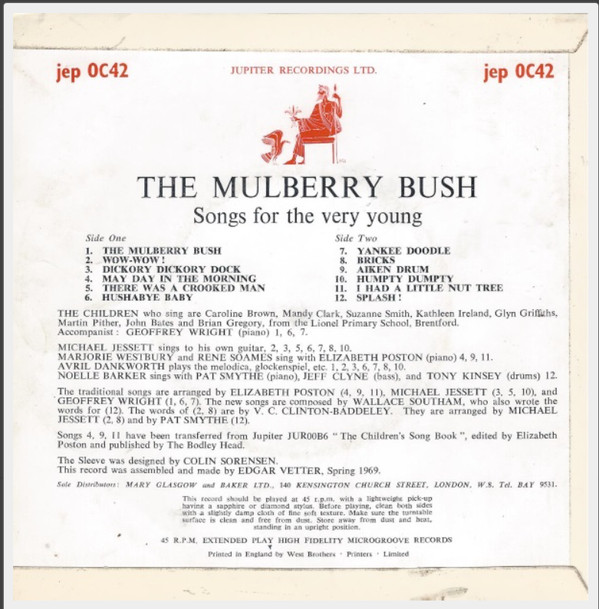 jep OC42
JUPITER RECORDINGS LTD.
jep OC42
THE MULBERRY BUSH
Songs for the very young
Side One
1. THE MULBERRY BUSH
2. WOW-WOW!
3. DICKORY DICKORY DOCK
4. MAY DAY IN THE MORNING
5. THERE WAS A CROOKED MAN
6. HUSHABYE BABY
Side Two
7. YANKEE DOODLE
8. BRICKS
9. AIKEN DRUM
10. HUMPTY DUMPTY
11. I HAD A LITTLE NUT TREE
12. SPLASH!
THE CHILDREN who sing are Caroline Brown, Mandy Clark, Suzanne Smith, Kathleen Ireland, Glyn Griffiths,
Martin Pither, John Bates and Brian Gregory, from the Lionel Primary School, Brentford.
Accompanist : GEOFFREY WRIGHT (piano) 1, 6, 7.
MICHAEL JESSETT sings to his own guitar, 2, 3, 5, 6, 7, 8, 10.
MARJORIE WESTBURY and RENE SOAMES sing with ELIZABETH POSTON (piano) 4, 9, 11.
AVRIL DANKWORTH plays the melodica, glockenspiel, etc. 1, 2, 3, 6, 7, 8, 10.
NOELLE BARKER sings with PAT SMYTHE (piano), JEFF CLYNE (bass), and TONY KINSEY (drums) 12.
The traditional songs are arranged by ELIZABETH POSTON (4, 9, 11), MICHAEL JESSETT (3, 5, 10), and
GEOFFREY WRIGHT (1, 6, 7). The new songs are composed by WALLACE SOUTHAM, who also wrote the
words for (12). The words of (2, 8) are by V. C. CLINTON-BADDELEY. They are arranged by MICHAEL
JESSETT (2, 8) and by PAT SMYTHE (12).
Songs 4, 9, 11 have been transferred from Jupiter JUR00B6 " The Children's Song Book ", edited by Elizabeth
Poston and published by The Bodley Head.
The Sleeve was designed by COLIN SORENSEN.
This record was assembled and made by EDGAR VETTER, Spring 1969.
Sole Distributors: MARY GLASGOW and BAKER LTD., 140 KENSINGTON CHURCH STREET, LONDON, W.8. Tel. BAY 9531.
This record should be played at 45 r.p.m. with a lightweight pick-up
having a sapphire or diamond stylus. Before playing, clean both sides
with a slightly damp cloth of fine soft texture. Make sure the turntable
surface is clean and free from dust. Store away from dust and heat,
standing in an upright position.
45 R.P.M. EXTENDED PLAY HIGH FIDELITY MICROGROOVE RECORDS
Printed in England by West Brothers · Printers · Limited